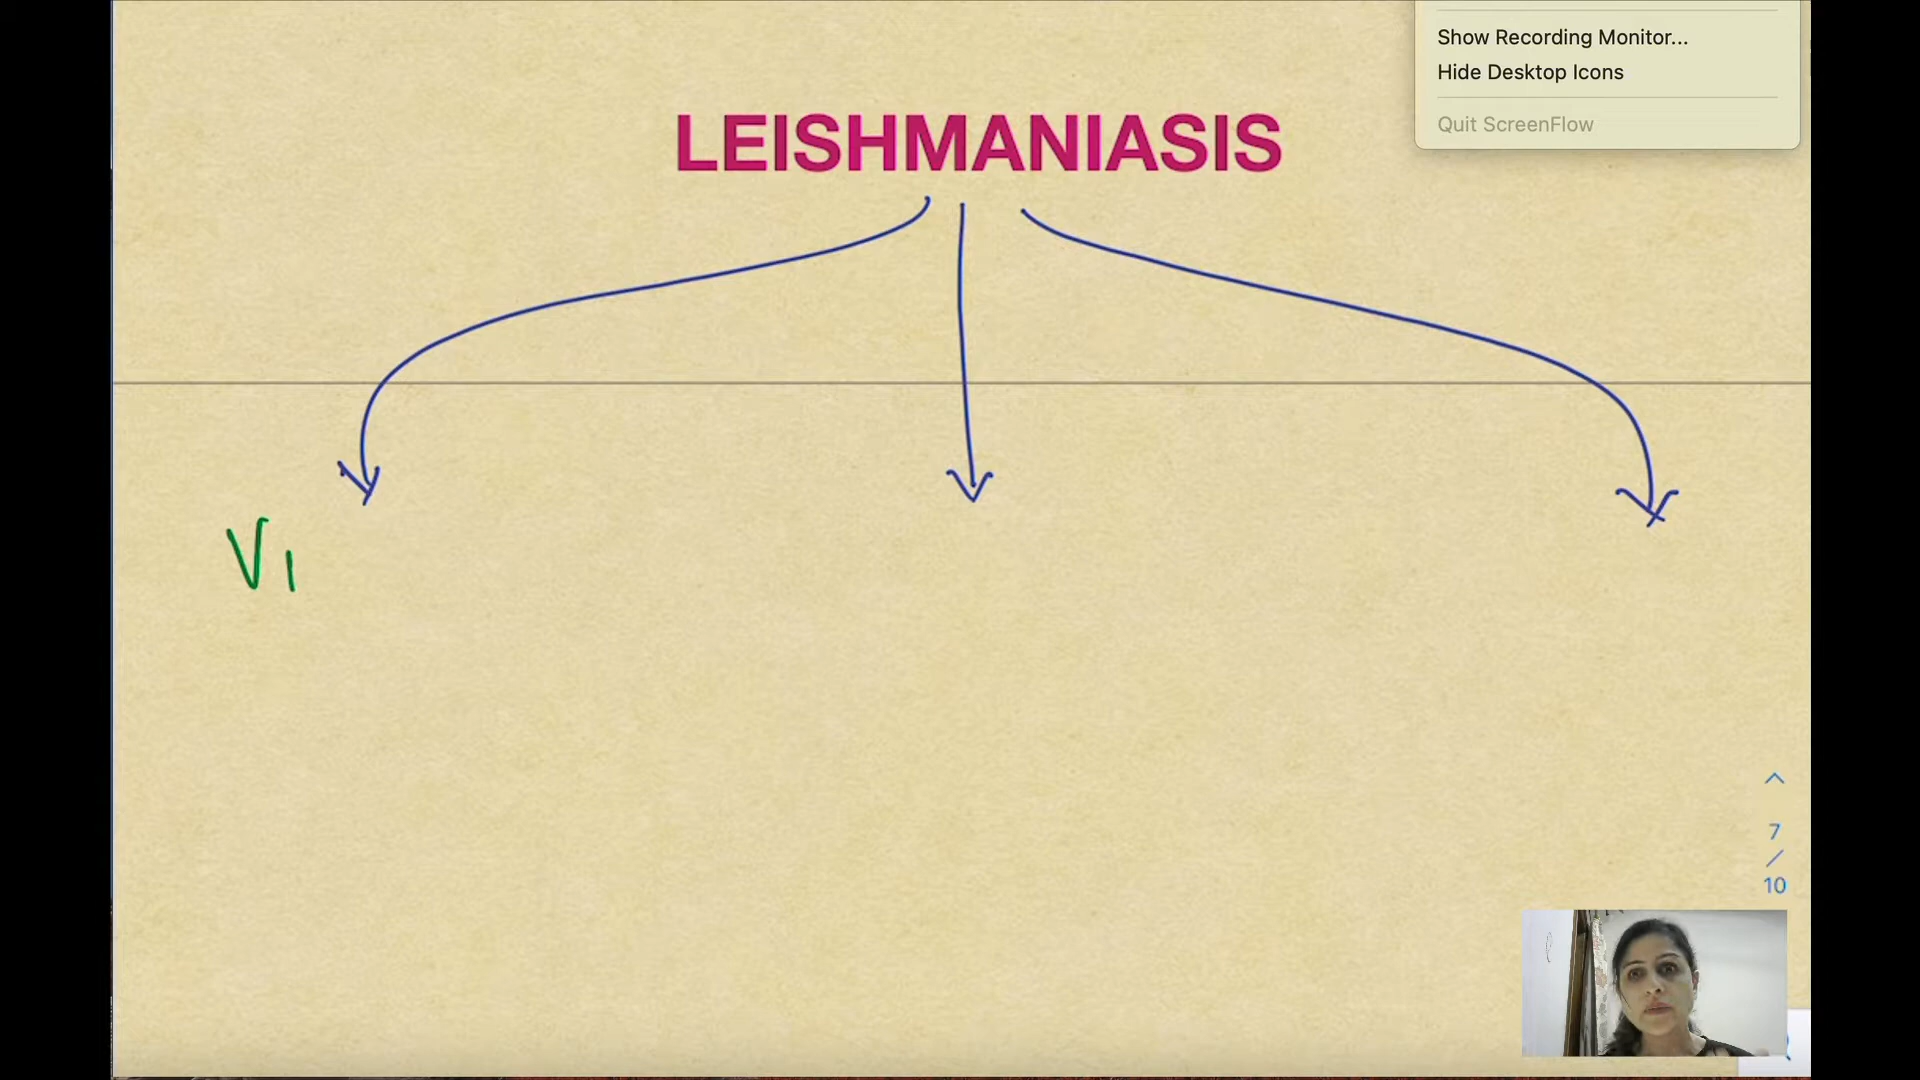 Show Recording Monitor...
Hide Desktop Icons
Quit ScreenFlow
LEISHMANIASIS
Vi
7
/
10